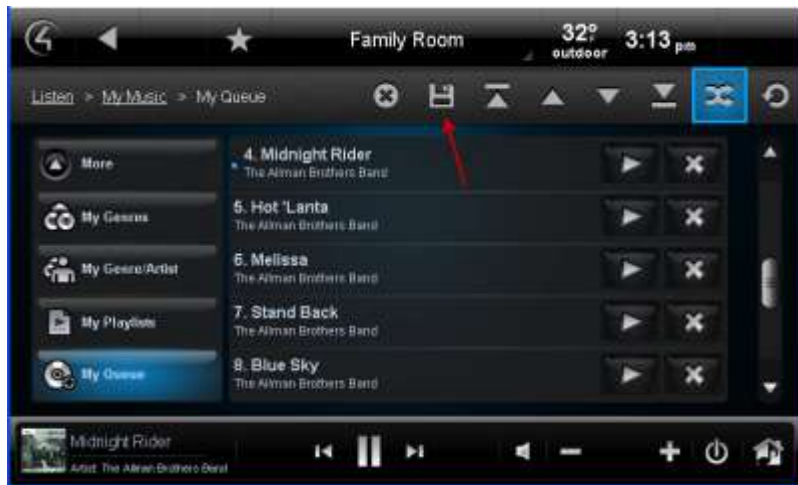 Family Room
32°
outdoor
3:13 pm
Listen > My Music > My Queue
More
My Genres
My Genre/Artist
My Playlists
My Queue
4. Midnight Rider
The Allman Brothers Band
5. Hot 'Lanta
The Allman Brothers Band
6. Melissa
The Allman Brothers Band
7. Stand Back
The Allman Brothers Band
8. Blue Sky
The Allman Brothers Band
Midnight Rider
Artist: The Allman Brothers Band